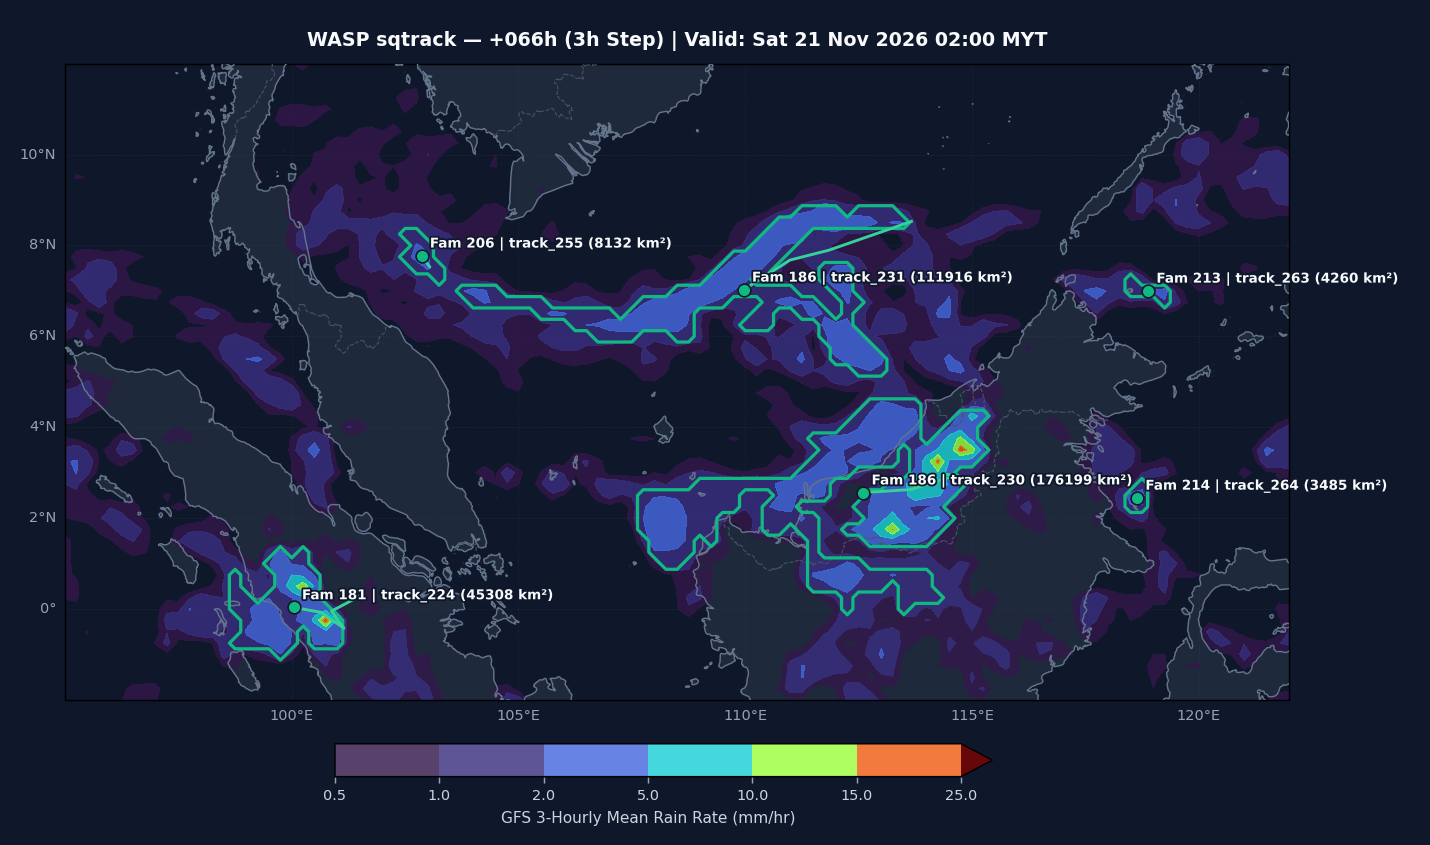 WASP sqtrack — +066h (3h Step) | Valid: Sat 21 Nov 2026 02:00 MYT
10°N
8°N
6°N
4°N
2°N
0°
Fam 206 | track_255 (8132 km²)
Fam 186 | track_231 (111916 km²)
Fam 213 | track_263 (4260 km²)
Fam 186 | track_230 (176199 km²)
Fam 214 | track_264 (3485 km²)
Fam 181 | track_224 (45308 km²)
100°E 105°E 110°E 115°E 120°E
0.5 1.0 2.0 5.0 10.0 15.0 25.0
GFS 3-Hourly Mean Rain Rate (mm/hr)